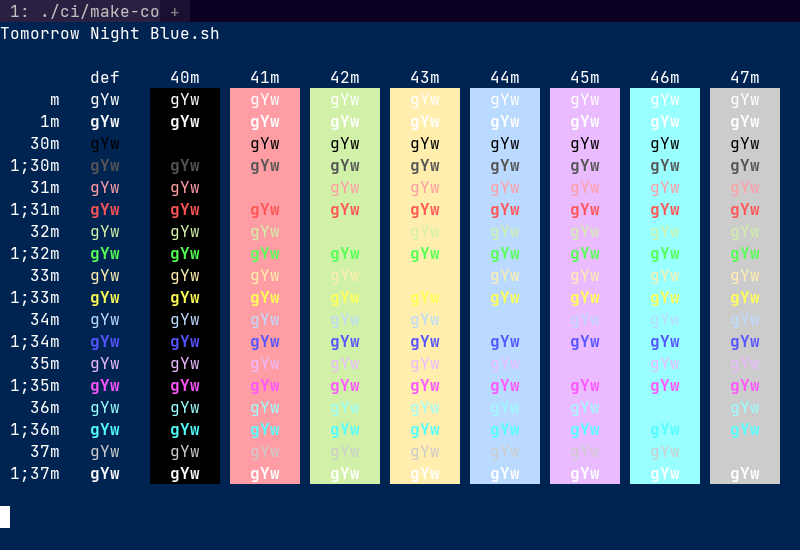 1: ./ci/make-co +
Tomorrow Night Blue.sh
def 40m 41m 42m 43m 44m 45m 46m 47m
m gYw gYw gYw gYw gYw gYw gYw gYw gYw
1m gYw gYw gYw gYw gYw gYw gYw gYw gYw
30m gYw gYw gYw gYw gYw gYw gYw gYw
1;30m gYw gYw gYw gYw gYw gYw gYw gYw gYw
31m gYw gYw gYw gYw gYw gYw gYw gYw
1;31m gYw gYw gYw gYw gYw gYw gYw gYw gYw
32m gYw gYw gYw gYw gYw gYw gYw gYw
1;32m gYw gYw gYw gYw gYw gYw gYw gYw gYw
33m gYw gYw gYw gYw gYw gYw gYw gYw
1;33m gYw gYw gYw gYw gYw gYw gYw gYw gYw
34m gYw gYw gYw gYw gYw gYw gYw gYw
1;34m gYw gYw gYw gYw gYw gYw gYw gYw gYw
35m gYw gYw gYw gYw gYw gYw gYw gYw
1;35m gYw gYw gYw gYw gYw gYw gYw gYw gYw
36m gYw gYw gYw gYw gYw gYw gYw gYw
1;36m gYw gYw gYw gYw gYw gYw gYw gYw gYw
37m gYw gYw gYw gYw gYw gYw gYw gYw
1;37m gYw gYw gYw gYw gYw gYw gYw gYw gYw